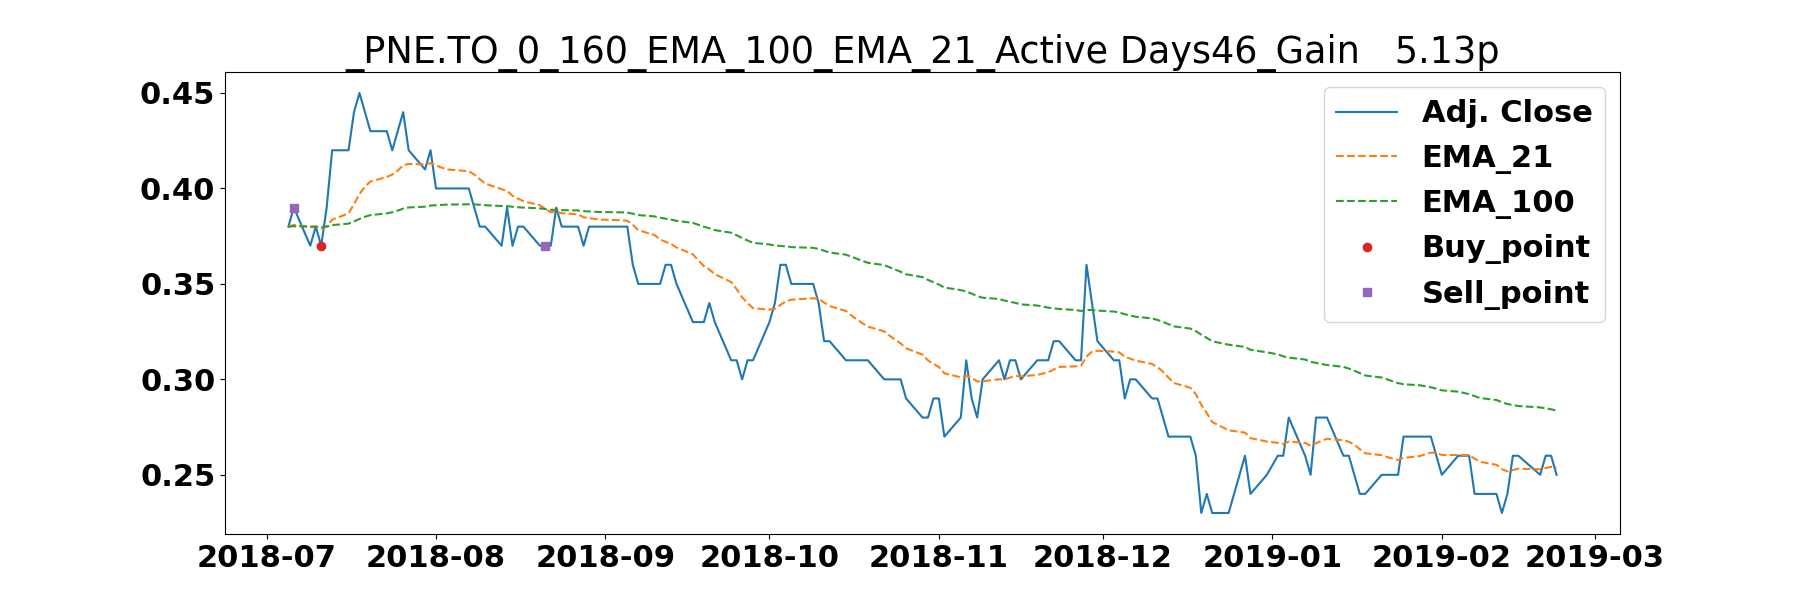 _PNE.TO_0_160_EMA_100_EMA_21_Active Days46_Gain   5.13p
0.45
0.40
0.35
0.30
0.25
Adj. Close
EMA_21
EMA_100
Buy_point
Sell_point
2018-07 2018-08 2018-09 2018-10 2018-11 2018-12 2019-01 2019-02 2019-03